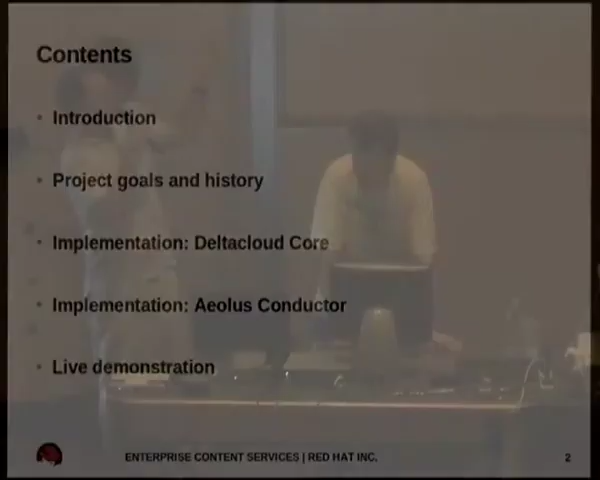 Contents
Introduction
Project goals and history
Implementation: Deltacloud Core
Implementation: Aeolus Conductor
Live demonstration
ENTERPRISE CONTENT SERVICES | RED HAT INC.
2